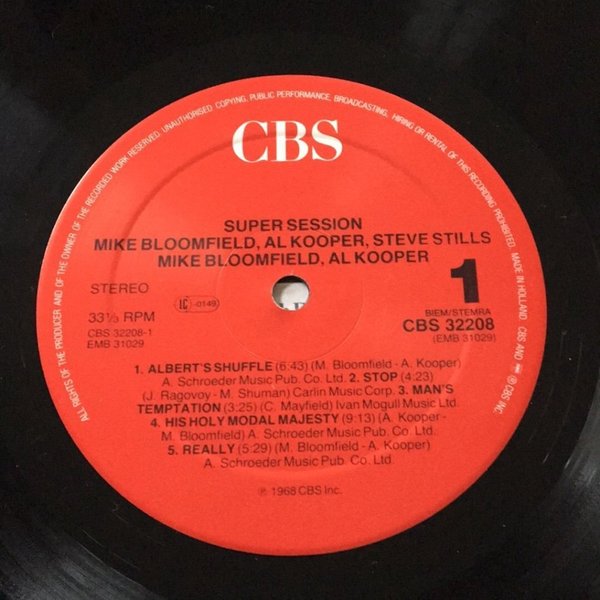 ALL RIGHTS OF THE PRODUCER AND OF THE OWNER OF THE RECORDED WORK RESERVED. UNAUTHORISED COPYING, PUBLIC PERFORMANCE, BROADCASTING, HIRING OR RENTAL OF THIS RECORDING PROHIBITED. MADE IN HOLLAND CBS AND ℗ CBS INC
CBS
SUPER SESSION
MIKE BLOOMFIELD, AL KOOPER, STEVE STILLS
MIKE BLOOMFIELD, AL KOOPER
STEREO
LC -0149
1
33⅓ RPM
BIEM/STEMRA
CBS 32208
CBS 32208-1
(EMB 31029)
EMB 31029
1. ALBERT'S SHUFFLE (6:43) (M. Bloomfield - A. Kooper)
A. Schroeder Music Pub. Co. Ltd. 2. STOP (4:23)
(J. Ragovoy - M. Shuman) Carlin Music Corp. 3. MAN'S
TEMPTATION (3:25) (C. Mayfield) Ivan Mogull Music Ltd.
4. HIS HOLY MODAL MAJESTY (9:13) (A. Kooper -
M. Bloomfield) A. Schroeder Music Pub. Co. Ltd.
5. REALLY (5:29) (M. Bloomfield - A. Kooper)
A. Schroeder Music Pub. Co. Ltd.
℗ 1968 CBS Inc.